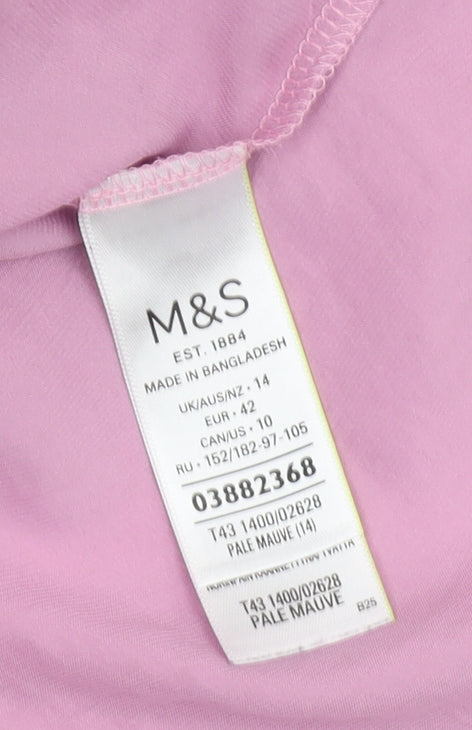 M&S
EST. 1884
MADE IN BANGLADESH
UK/AUS/NZ • 14
EUR • 42
CAN/US • 10
RU • 152/182-97-105
03882368
T43 1400/02628
PALE MAUVE (14)
T43 1400/02628
PALE MAUVE
B25